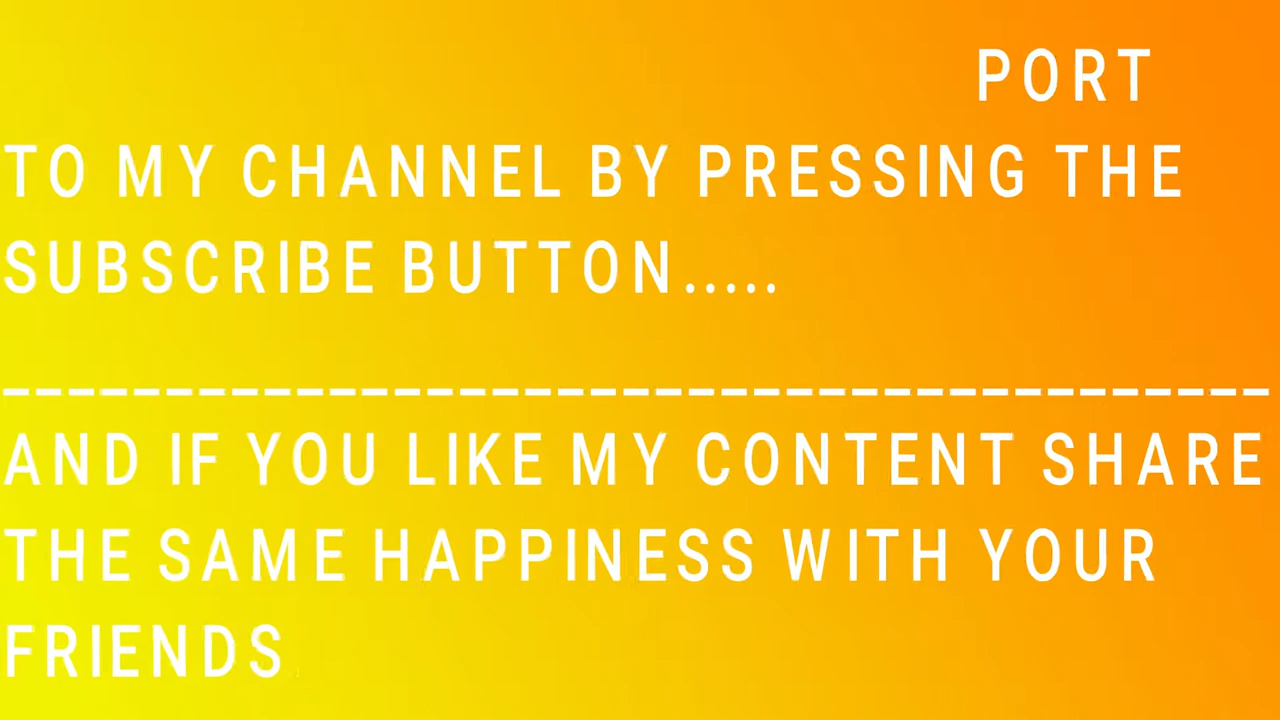 PORT
TO MY CHANNEL BY PRESSING THE
SUBSCRIBE BUTTON.....
---------------------------------------
AND IF YOU LIKE MY CONTENT SHARE
THE SAME HAPPINESS WITH YOUR
FRIENDS